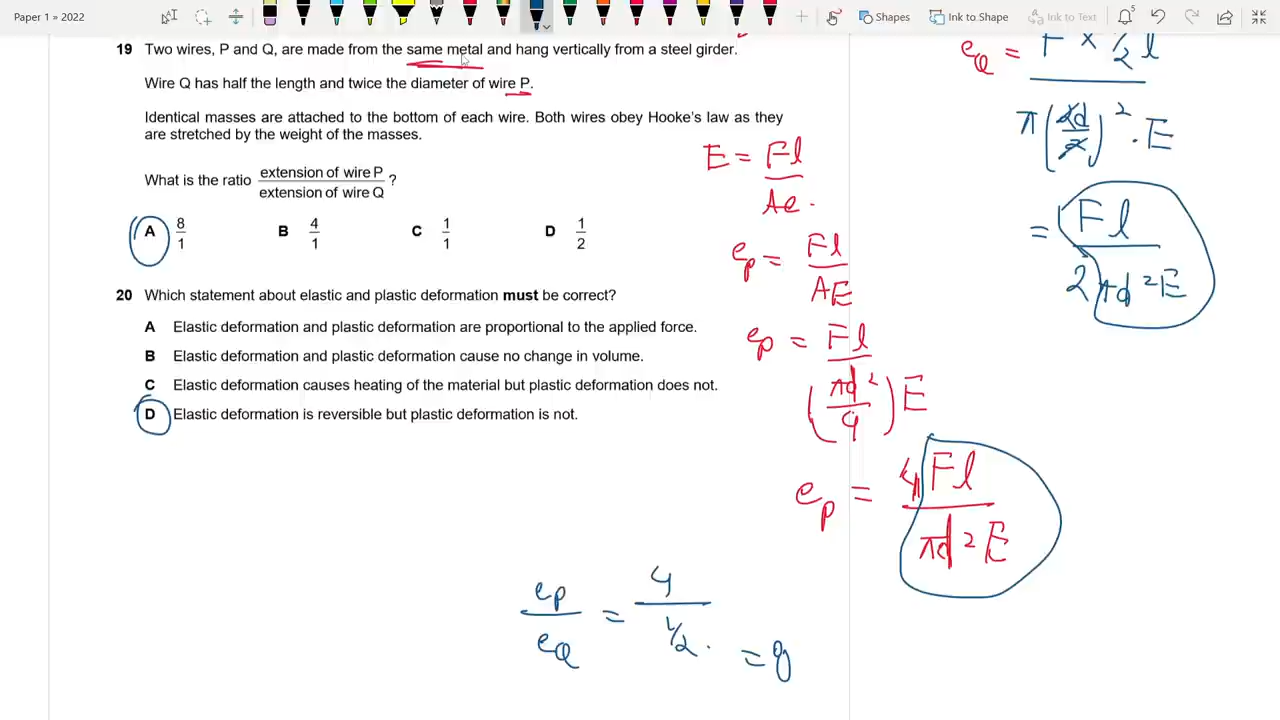 Paper 1 » 2022
Shapes
Ink to Shape
Ink to Text
5
19 Two wires, P and Q, are made from the same metal and hang vertically from a steel girder.
Wire Q has half the length and twice the diameter of wire P.
Identical masses are attached to the bottom of each wire. Both wires obey Hooke's law as they
are stretched by the weight of the masses.
What is the ratio extension of wire P / extension of wire Q ?
A 8/1 B 4/1 C 1/1 D 1/2
20 Which statement about elastic and plastic deformation must be correct?
A Elastic deformation and plastic deformation are proportional to the applied force.
B Elastic deformation and plastic deformation cause no change in volume.
C Elastic deformation causes heating of the material but plastic deformation does not.
D Elastic deformation is reversible but plastic deformation is not.
E = Fl / Ae .
eP = Fl / AE
eP = Fl / (πd²/4) E
eP = 4Fl / πd²E
eQ = F × 1/2 l / π(2d/2)² . E
= Fl / 2πd²E
eP / eQ = 4 / 1/2 . = 8